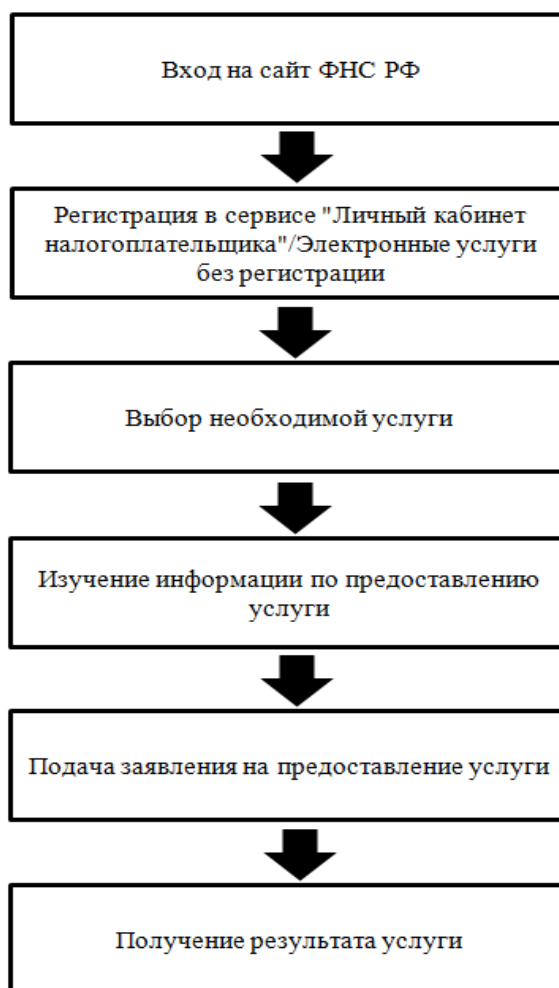 Вход на сайт ФНС РФ
Регистрация в сервисе "Личный кабинет
налогоплательщика"/Электронные услуги
без регистрации
Выбор необходимой услуги
Изучение информации по предоставлению
услуги
Подача заявления на предоставление услуги
Получение результата услуги